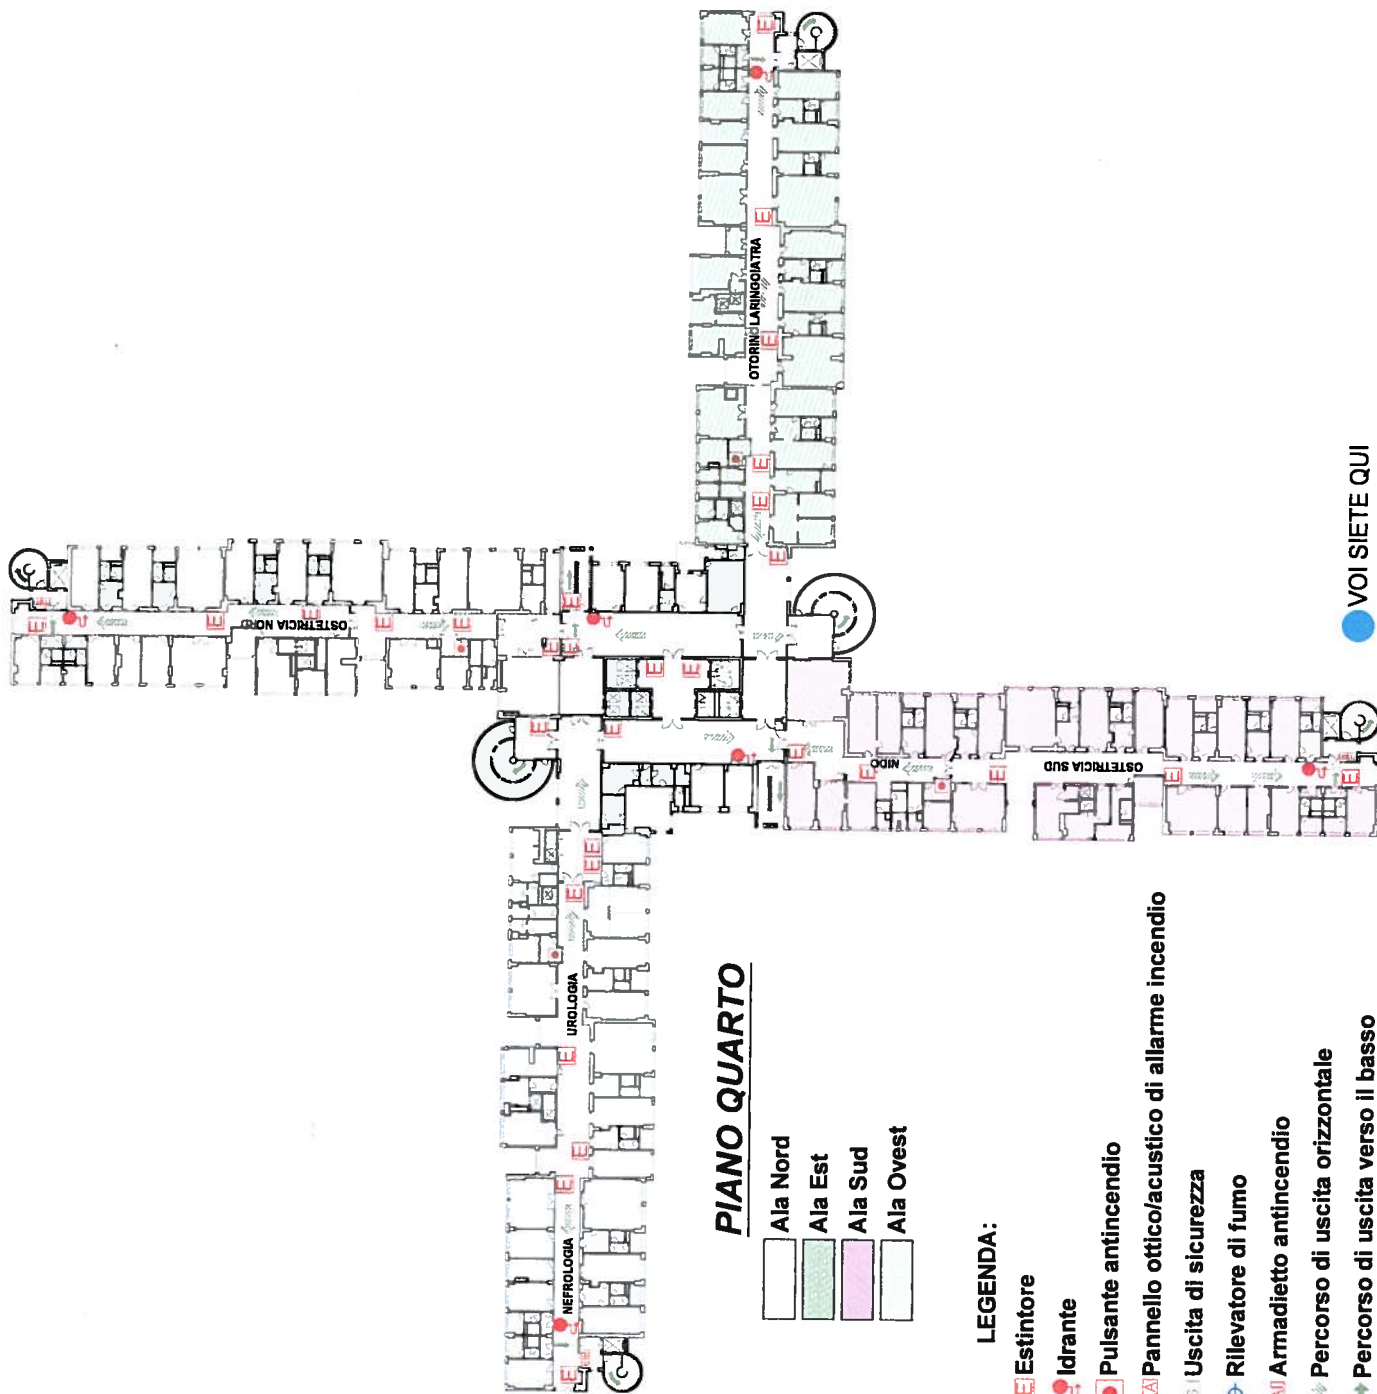 OSTETRICIA NORD
OTORINOLARINGOIATRA
NIDO
OSTETRICIA SUD
UROLOGIA
NEFROLOGIA
VOI SIETE QUI
PIANO QUARTO
Ala Nord
Ala Est
Ala Sud
Ala Ovest
LEGENDA:
E Estintore
Idrante
Pulsante antincendio
Pannello ottico/acustico di allarme incendio
Uscita di sicurezza
Rilevatore di fumo
Armadietto antincendio
Percorso di uscita orizzontale
Percorso di uscita verso il basso